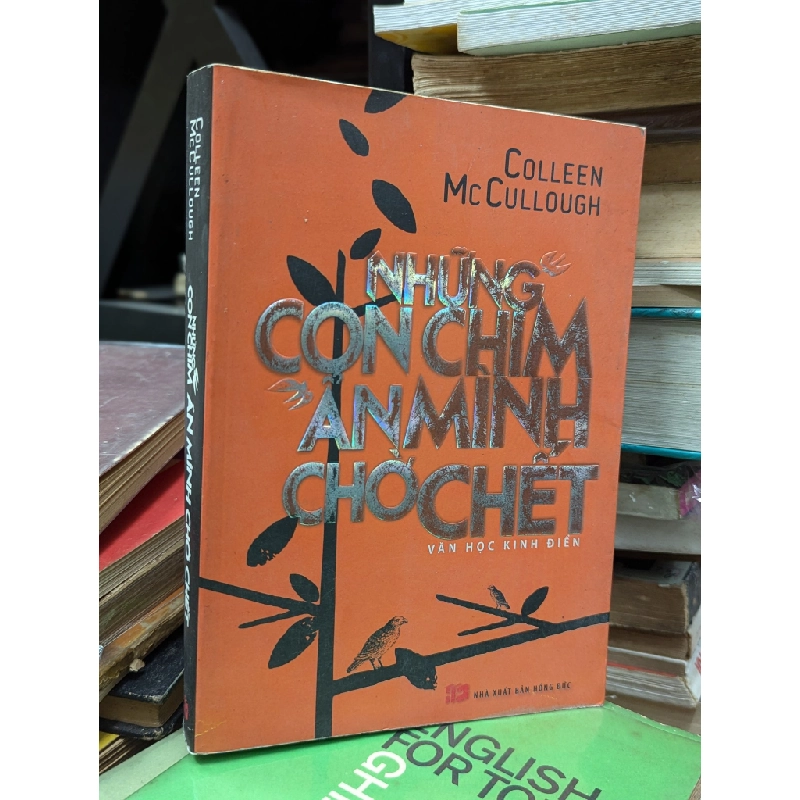 COLLEEN
MCCULLOUGH
NHỮNG
CON CHIM
ẨN MÌNH
CHỜ CHẾT
VĂN HỌC KINH ĐIỂN
NHÀ XUẤT BẢN HỒNG ĐỨC
COLLEEN
MCCULLOUGH
NHỮNG
CON CHIM
ẨN MÌNH CHỜ CHẾT
ENGLISH
FOR TO